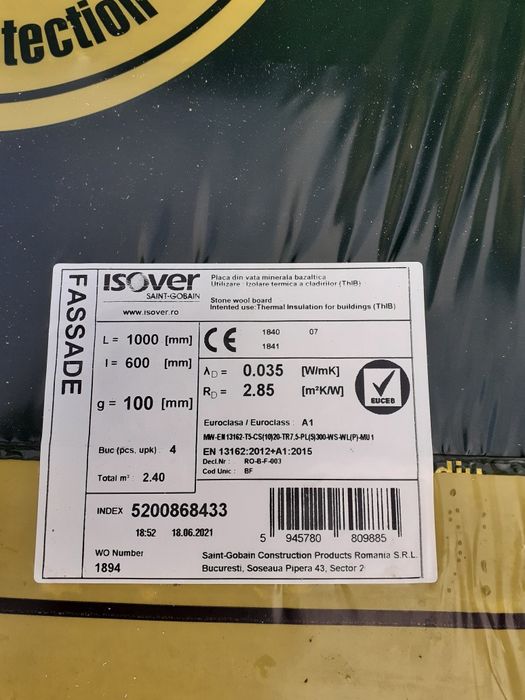 tection
FASSADE
ISOVER
SAINT-GOBAIN
www.isover.ro
Placa din vata minerala bazaltica
Utilizare: Izolare termica a cladirilor (ThIB)
Stone wool board
Intented use:Thermal Insulation for buildings (ThIB)
L = 1000 [mm]
l = 600 [mm]
g = 100 [mm]
CE
1840 07
1841
λD = 0.035 [W/mK]
RD = 2.85 [m²K/W]
EUCEB
Euroclasa / Euroclass : A1
MW-EN13162-T5-CS(10)20-TR7,5-PL(5)300-WS-WL(P)-MU1
EN 13162:2012+A1:2015
Decl.Nr : RO-B-F-003
Cod Unic : BF
Buc (pcs, upk) : 4
Total m² : 2.40
INDEX 5200868433
18:52 18.06.2021
5 945780 809885
WO Number
1894
Saint-Gobain Construction Products Romania S.R.L.
Bucuresti, Soseaua Pipera 43, Sector 2